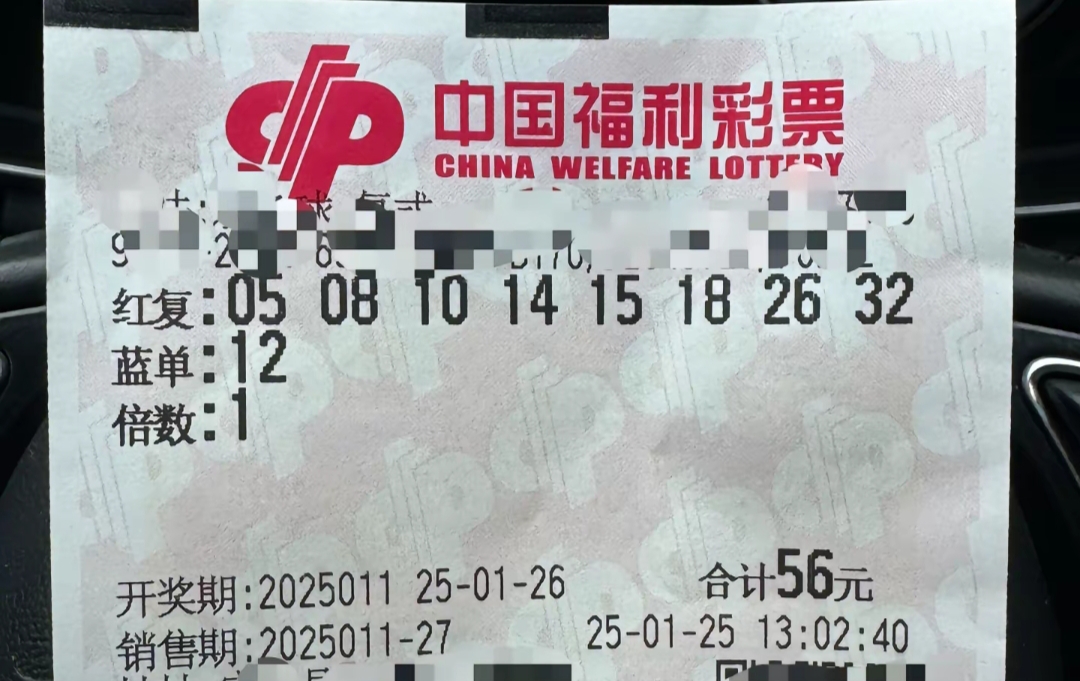 中国福利彩票
CHINA WELFARE LOTTERY
红复:05 08 10 14 15 18 26 32
蓝单:12
倍数:1
合计56元
开奖期:2025011 25-01-26
销售期:2025011-27 25-01-25 13:02:40